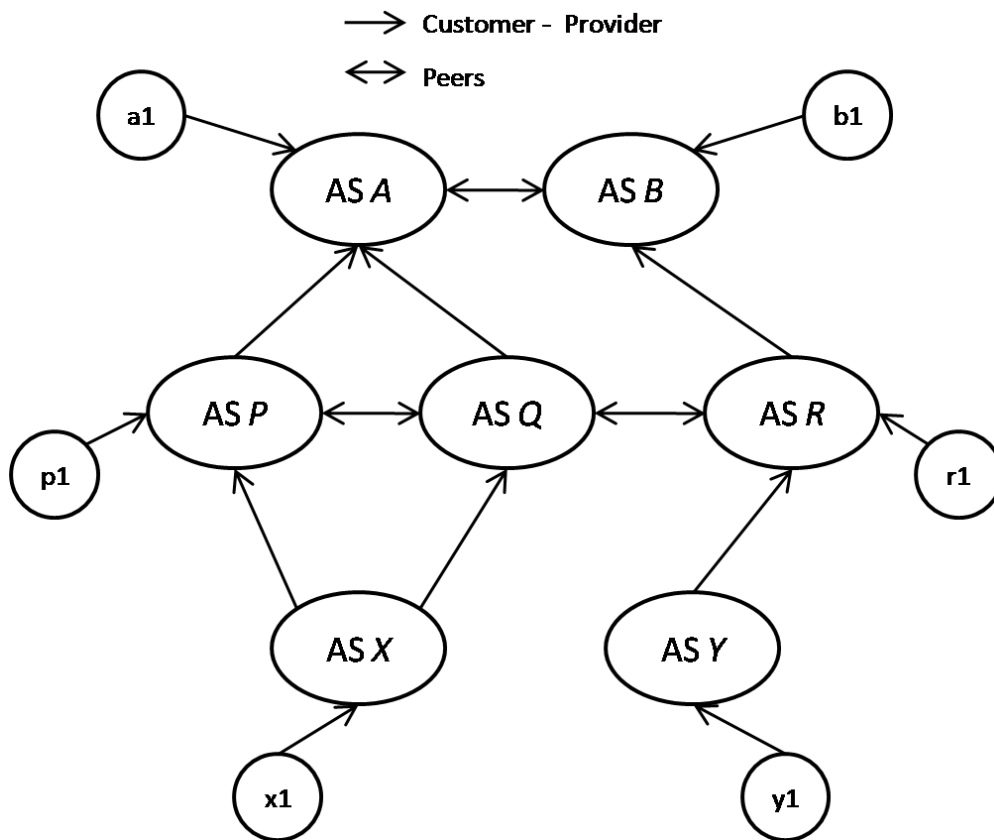 Customer - Provider
Peers
a1
b1
AS A
AS B
AS P
AS Q
AS R
p1
r1
AS X
AS Y
x1
y1